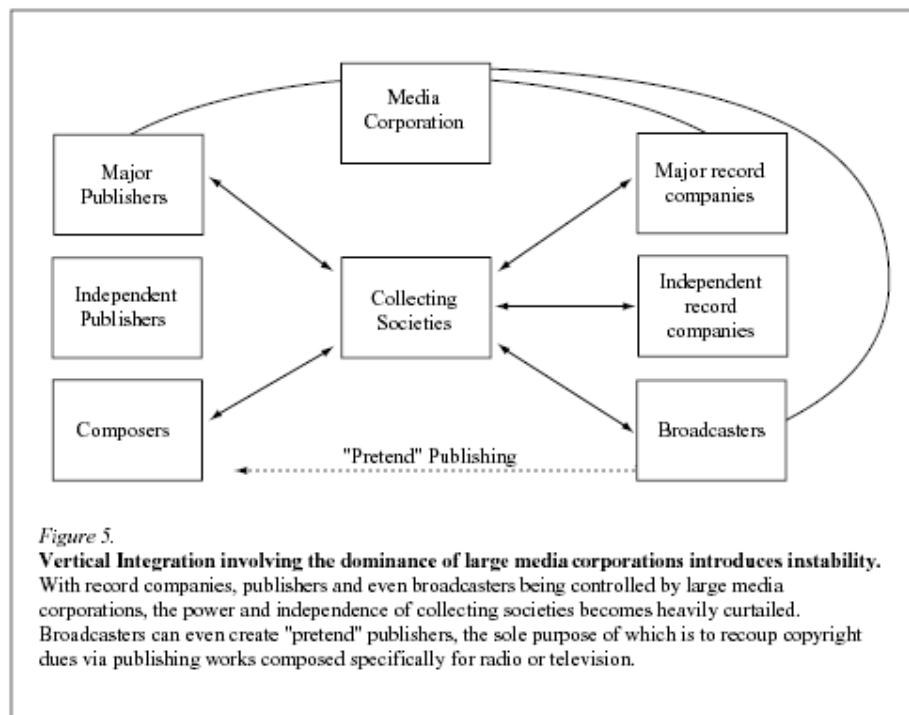 Media
Corporation
Major
Publishers
Major record
companies
Independent
Publishers
Collecting
Societies
Independent
record
companies
Composers
Broadcasters
"Pretend" Publishing
Figure 5.
Vertical Integration involving the dominance of large media corporations introduces instability.
With record companies, publishers and even broadcasters being controlled by large media
corporations, the power and independence of collecting societies becomes heavily curtailed.
Broadcasters can even create "pretend" publishers, the sole purpose of which is to recoup copyright
dues via publishing works composed specifically for radio or television.